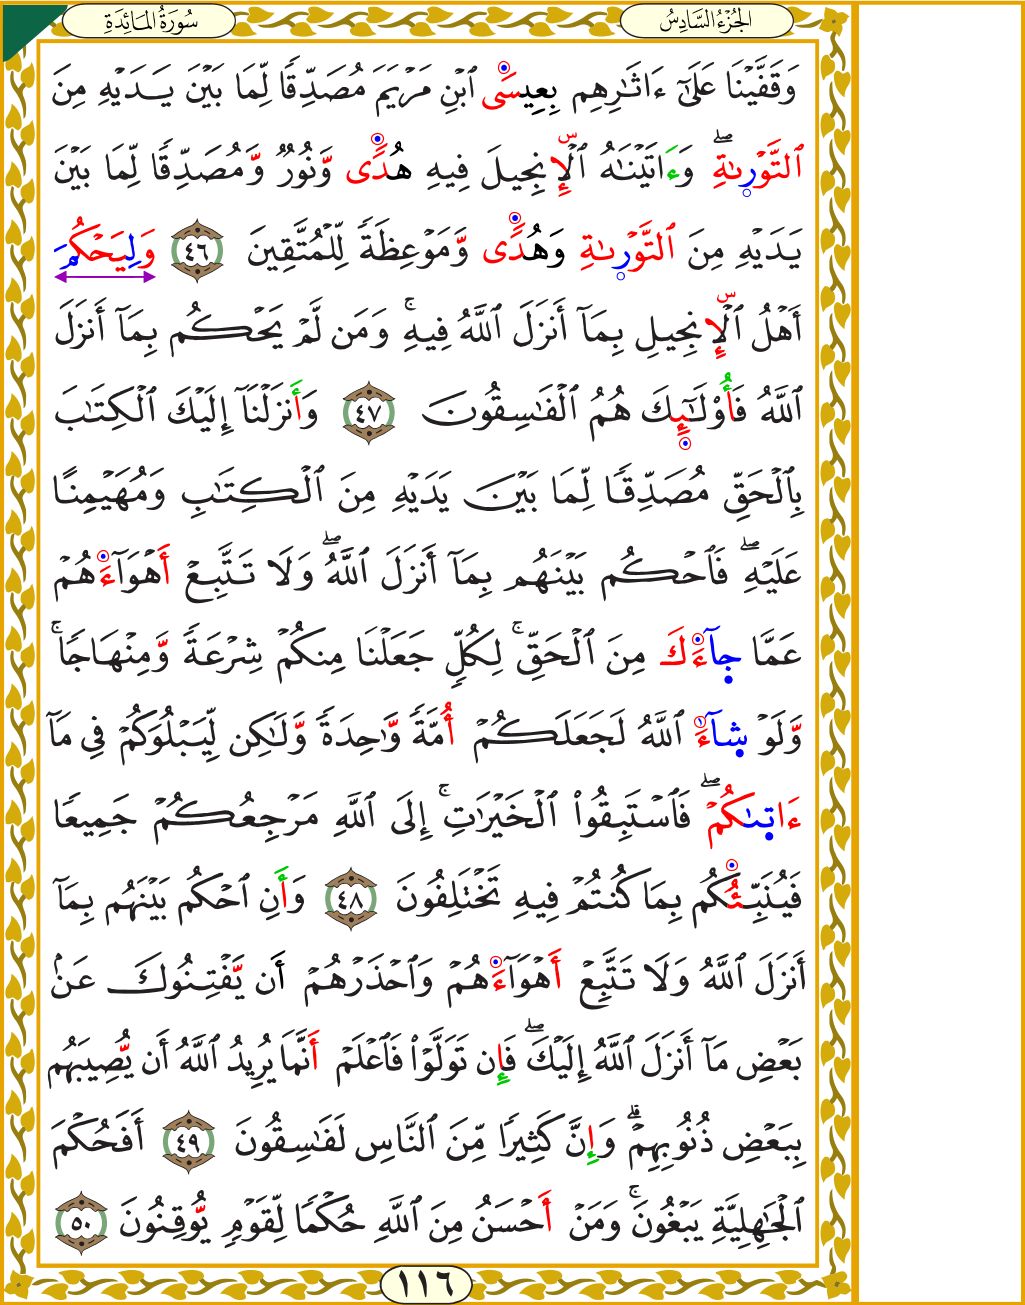 الجُزْءُ السَّادِسُ
سُورَةُ المَائِدَةِ
وَقَفَّيْنَا عَلَىٰٓ ءَاثَٰرِهِم بِعِيسَى ٱبْنِ مَرْيَمَ مُصَدِّقًا لِّمَا بَيْنَ يَدَيْهِ مِنَ
ٱلتَّوْرَىٰةِۖ وَءَاتَيْنَٰهُ ٱلْإِنجِيلَ فِيهِ هُدًى وَنُورٌ وَمُصَدِّقًا لِّمَا بَيْنَ
يَدَيْهِ مِنَ ٱلتَّوْرَىٰةِ وَهُدًى وَمَوْعِظَةً لِّلْمُتَّقِينَ ٤٦ وَلِيَحْكُمَ
أَهْلُ ٱلْإِنجِيلِ بِمَآ أَنزَلَ ٱللَّهُ فِيهِۚ وَمَن لَّمْ يَحْكُم بِمَآ أَنزَلَ
ٱللَّهُ فَأُوْلَٰٓئِكَ هُمُ ٱلْفَٰسِقُونَ ٤٧ وَأَنزَلْنَآ إِلَيْكَ ٱلْكِتَٰبَ
بِٱلْحَقِّ مُصَدِّقًا لِّمَا بَيْنَ يَدَيْهِ مِنَ ٱلْكِتَٰبِ وَمُهَيْمِنًا
عَلَيْهِۖ فَٱحْكُم بَيْنَهُم بِمَآ أَنزَلَ ٱللَّهُۖ وَلَا تَتَّبِعْ أَهْوَآءَهُمْ
عَمَّا جَآءَكَ مِنَ ٱلْحَقِّۚ لِكُلٍّ جَعَلْنَا مِنكُمْ شِرْعَةً وَمِنْهَاجًاۚ
وَلَوْ شَآءَ ٱللَّهُ لَجَعَلَكُمْ أُمَّةً وَٰحِدَةً وَلَٰكِن لِّيَبْلُوَكُمْ فِى مَآ
ءَاتَىٰكُمْۖ فَٱسْتَبِقُوا۟ ٱلْخَيْرَٰتِۚ إِلَى ٱللَّهِ مَرْجِعُكُمْ جَمِيعًا
فَيُنَبِّئُكُم بِمَا كُنتُمْ فِيهِ تَخْتَلِفُونَ ٤٨ وَأَنِ ٱحْكُم بَيْنَهُم بِمَآ
أَنزَلَ ٱللَّهُ وَلَا تَتَّبِعْ أَهْوَآءَهُمْ وَٱحْذَرْهُمْ أَن يَفْتِنُوكَ عَنۢ
بَعْضِ مَآ أَنزَلَ ٱللَّهُ إِلَيْكَۖ فَإِن تَوَلَّوْا۟ فَٱعْلَمْ أَنَّمَا يُرِيدُ ٱللَّهُ أَن يُصِيبَهُم
بِبَعْضِ ذُنُوبِهِمْۗ وَإِنَّ كَثِيرًا مِّنَ ٱلنَّاسِ لَفَٰسِقُونَ ٤٩ أَفَحُكْمَ
ٱلْجَٰهِلِيَّةِ يَبْغُونَۚ وَمَنْ أَحْسَنُ مِنَ ٱللَّهِ حُكْمًا لِّقَوْمٍ يُوقِنُونَ ٥٠
١١٦